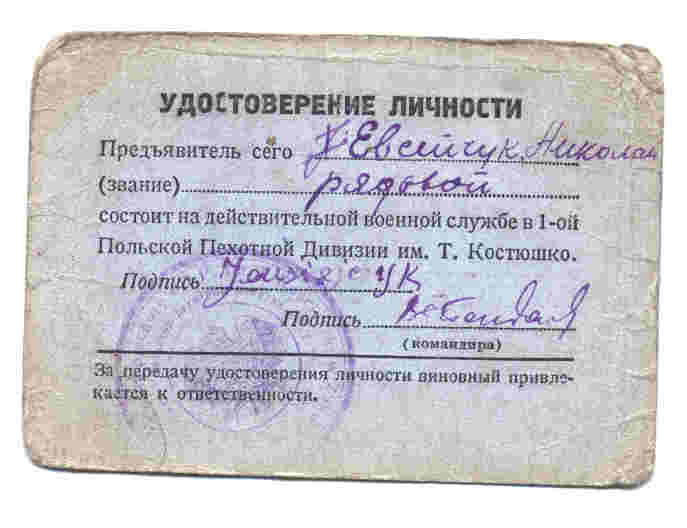 УДОСТОВЕРЕНИЕ ЛИЧНОСТИ
Предъявитель сего Евсейчук Николай
(звание) рядовой
состоит на действительной военной службе в 1-ой
Польской Пехотной Дивизии им. Т. Костюшко.
Подпись
Подпись
(командира)
За передачу удостоверения личности виновный привле-
кается к ответственности.